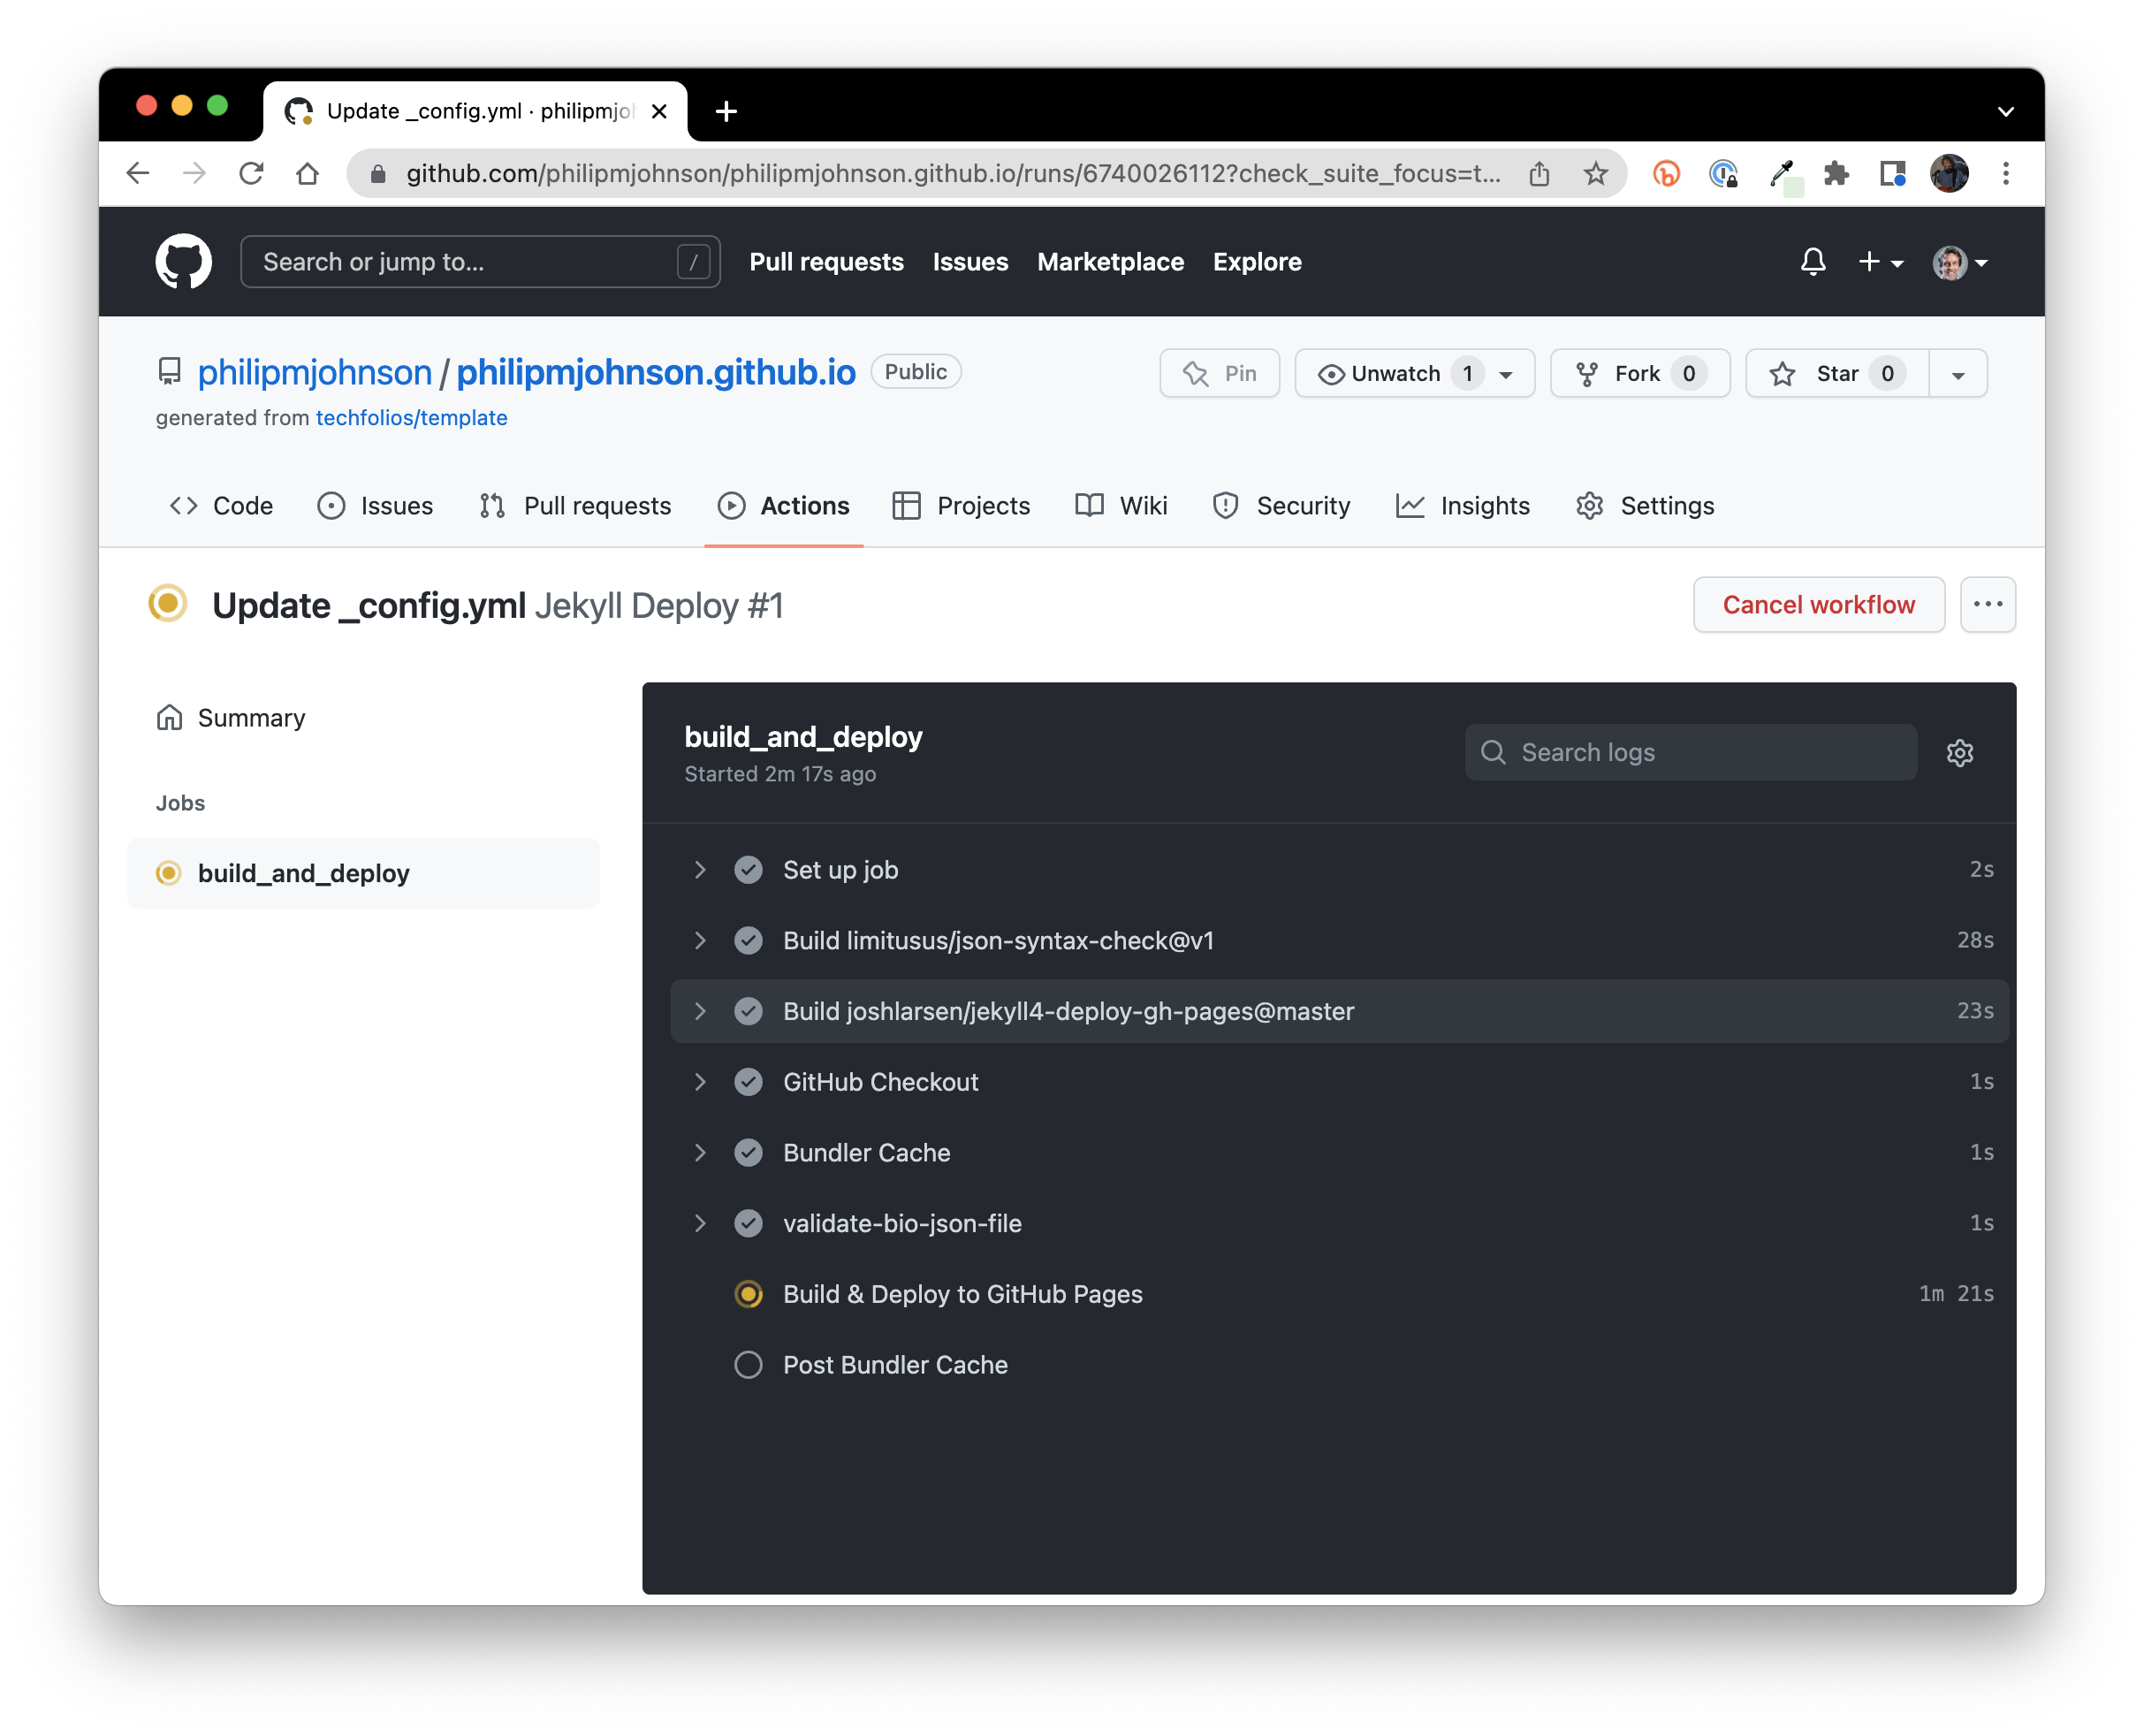 Update _config.yml · philipmjoh
github.com/philipmjohnson/philipmjohnson.github.io/runs/6740026112?check_suite_focus=t...
Search or jump to... /
Pull requests Issues Marketplace Explore
philipmjohnson / philipmjohnson.github.io Public
Pin Unwatch 1 Fork 0 Star 0
generated from techfolios/template
Code Issues Pull requests Actions Projects Wiki Security Insights Settings
Update _config.yml Jekyll Deploy #1
Cancel workflow
Summary
Jobs
build_and_deploy
build_and_deploy
Started 2m 17s ago
Search logs
Set up job 2s
Build limitusus/json-syntax-check@v1 28s
Build joshlarsen/jekyll4-deploy-gh-pages@master 23s
GitHub Checkout 1s
Bundler Cache 1s
validate-bio-json-file 1s
Build & Deploy to GitHub Pages 1m 21s
Post Bundler Cache